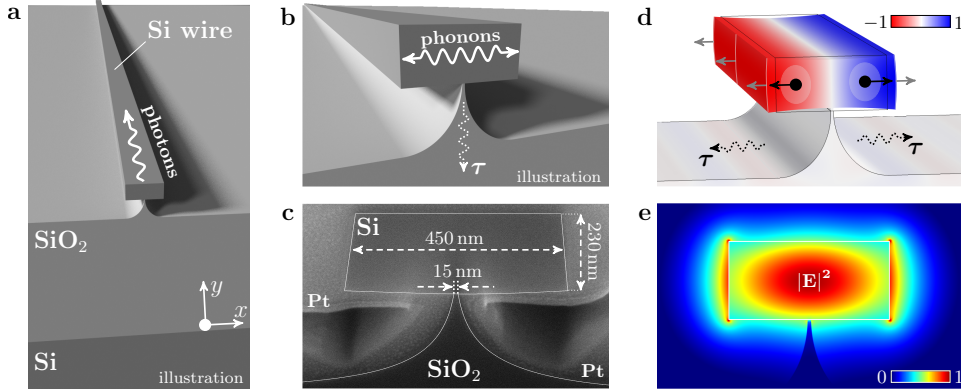 a
Si wire
photons
SiO2
y
x
Si
illustration
b
phonons
τ
illustration
c
Si
450 nm
230 nm
15 nm
Pt
SiO2
Pt
d
−1
1
τ
τ
e
|E|²
0
1